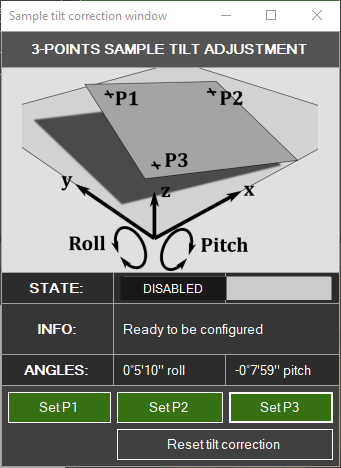 Sample tilt correction window
3-POINTS SAMPLE TILT ADJUSTMENT
P1
P2
P3
y
z
x
Roll
Pitch
STATE: DISABLED
INFO: Ready to be configured
ANGLES: 0°5'10" roll -0°7'59" pitch
Set P1 Set P2 Set P3
Reset tilt correction